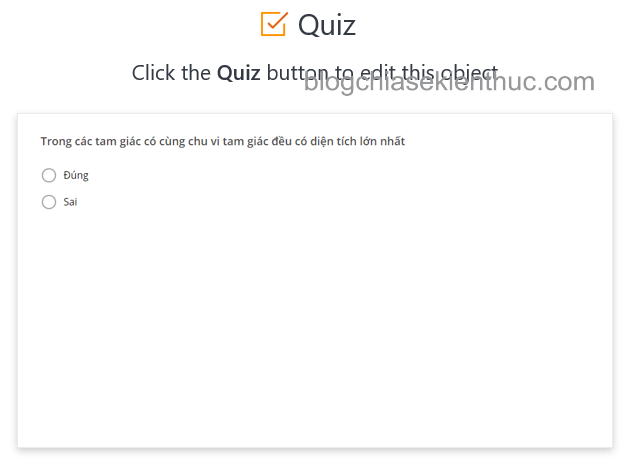 Quiz
Click the Quiz button to edit this object
blogchiasekienthuc.com
Trong các tam giác có cùng chu vi tam giác đều có diện tích lớn nhất
Đúng
Sai